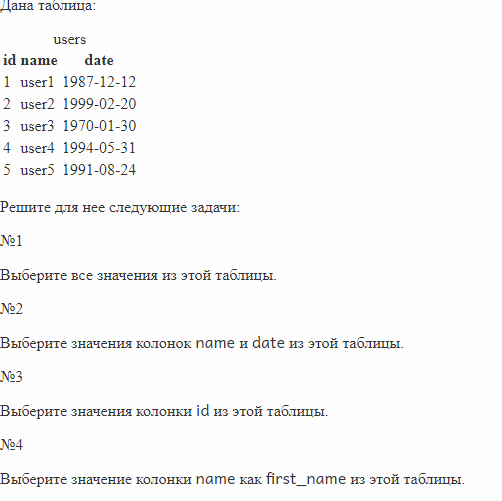 Дана таблица:
users
id name date
1 user1 1987-12-12
2 user2 1999-02-20
3 user3 1970-01-30
4 user4 1994-05-31
5 user5 1991-08-24
Решите для нее следующие задачи:
№1
Выберите все значения из этой таблицы.
№2
Выберите значения колонок name и date из этой таблицы.
№3
Выберите значения колонки id из этой таблицы.
№4
Выберите значение колонки name как first_name из этой таблицы.